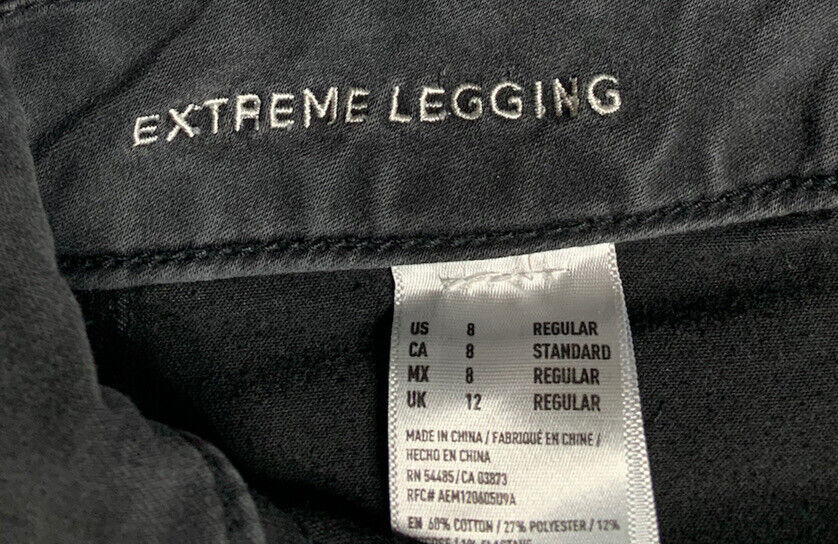 EXTREME LEGGING
US 8 REGULAR
CA 8 STANDARD
MX 8 REGULAR
UK 12 REGULAR
MADE IN CHINA / FABRIQUÉ EN CHINE /
HECHO EN CHINA
RN 54485/CA 03873
RFC# AEM120605U9A
EN 60% COTTON / 27% POLYESTER / 12%